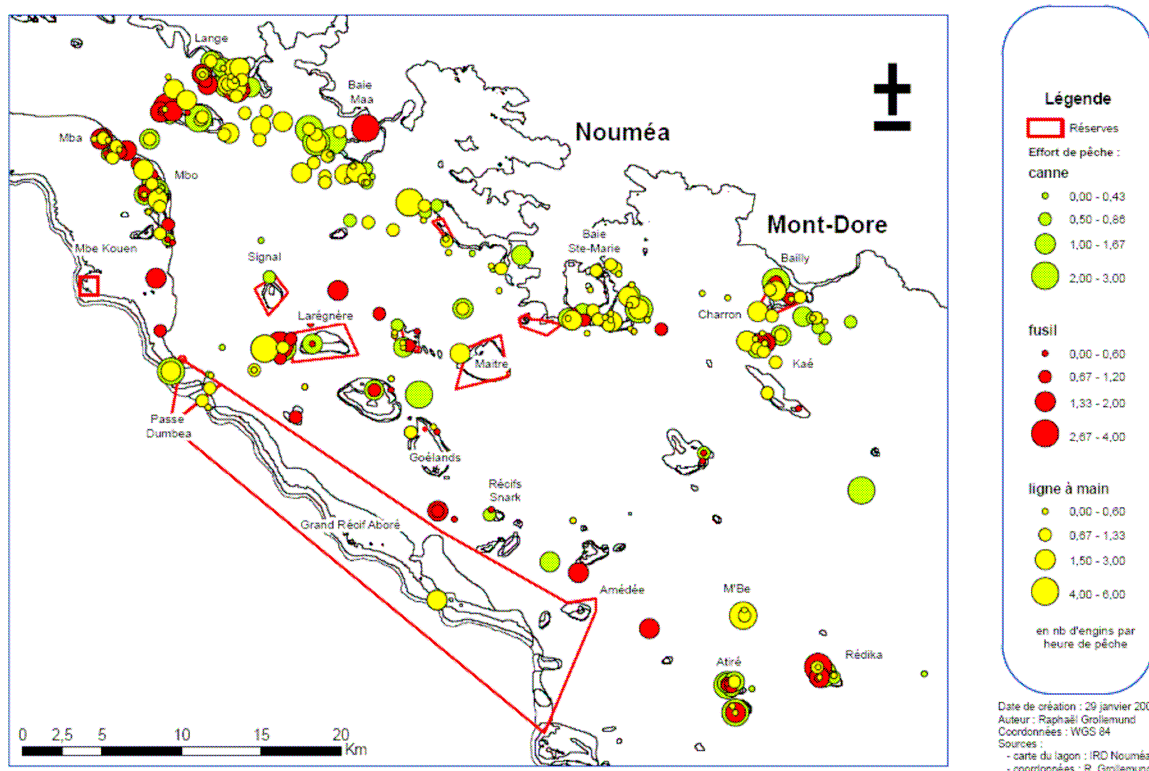 Lange
Baie
Maa
Nouméa
Mba
Mbo
Mont-Dore
Mbe Kouen
Signal
Baie
Ste-Marie
Bailly
Larégnère
Charron
Maitre
Kaé
Passe
Dumbea
Goélands
Récifs
Snark
Grand Récif Aboré
Amédée
M'Be
Atiré
Rédika
0 2,5 5 10 15 20
Km
Légende
Réserves
Effort de pêche :
canne
0,00 - 0,43
0,50 - 0,86
1,00 - 1,67
2,00 - 3,00
fusil
0,00 - 0,60
0,67 - 1,20
1,33 - 2,00
2,67 - 4,00
ligne à main
0,00 - 0,60
0,67 - 1,33
1,50 - 3,00
4,00 - 6,00
en nb d'engins par
heure de pêche
Date de création : 29 janvier 200
Auteur : Raphaël Grollemund
Coordonnées : WGS 84
Sources :
- carte du lagon : IRD Nouméa
- coordonnées : R. Grollemund